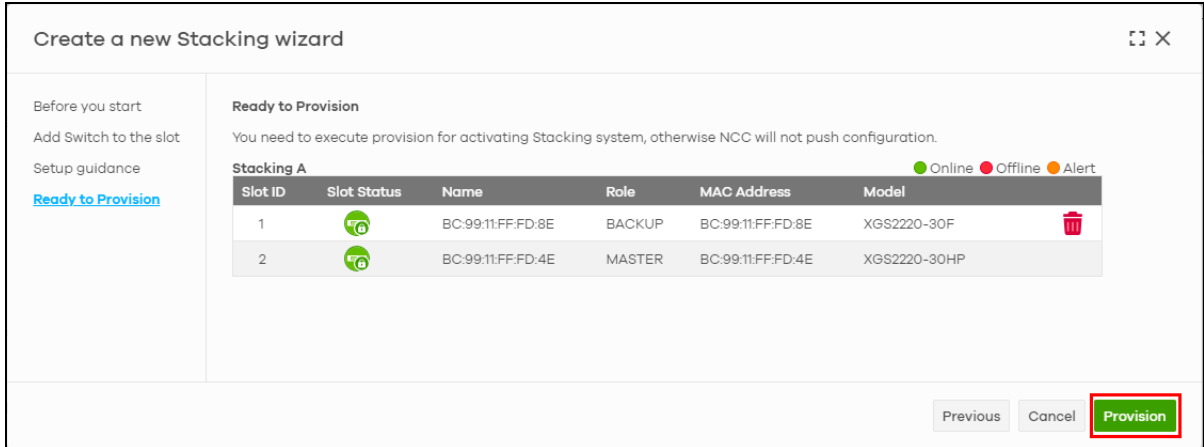 Create a new Stacking wizard
Before you start
Add Switch to the slot
Setup guidance
Ready to Provision
Ready to Provision
You need to execute provision for activating Stacking system, otherwise NCC will not push configuration.
Stacking A
Online Offline Alert
Slot ID Slot Status Name Role MAC Address Model
1 BC:99:11:FF:FD:8E BACKUP BC:99:11:FF:FD:8E XGS2220-30F
2 BC:99:11:FF:FD:4E MASTER BC:99:11:FF:FD:4E XGS2220-30HP
Previous Cancel Provision